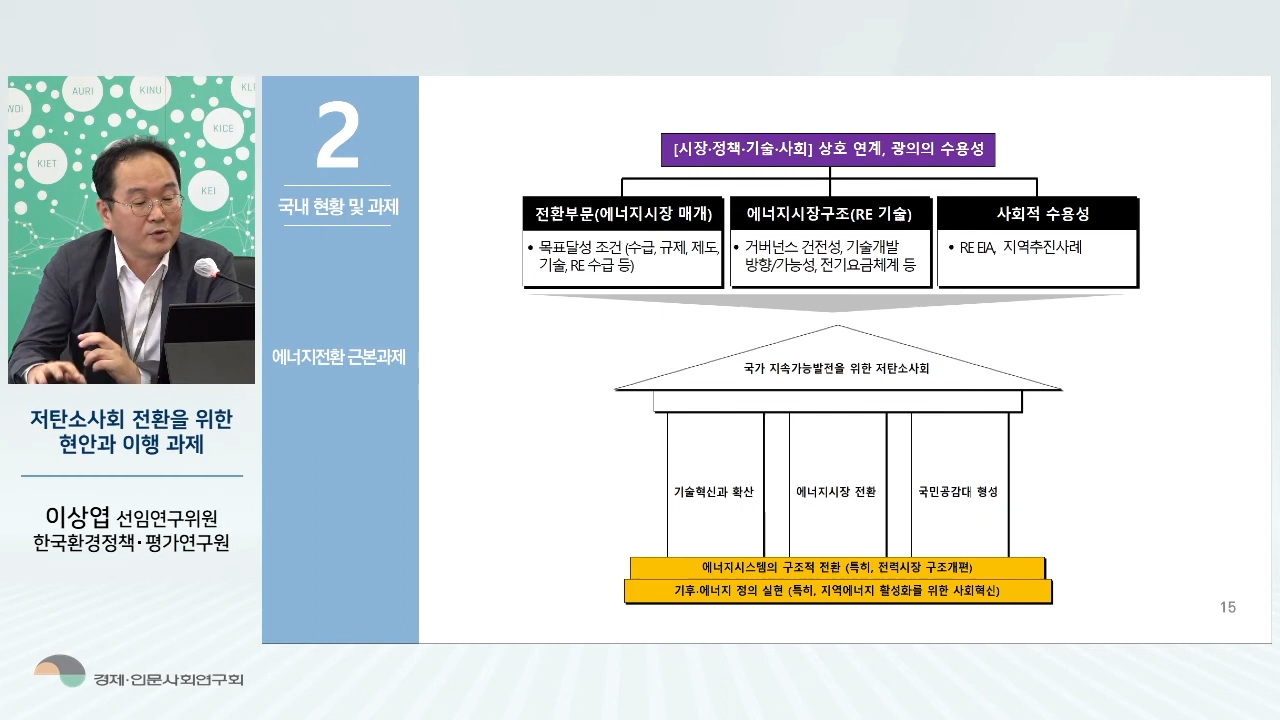 AURI
KINU
KICE
KIET
KEI
저탄소사회 전환을 위한
현안과 이행 과제
이상엽 선임연구위원
한국환경정책·평가연구원
경제·인문사회연구회
2
국내 현황 및 과제
에너지전환 근본과제
[시장·정책·기술·사회] 상호 연계, 광의의 수용성
전환부문(에너지시장 매개)
• 목표달성 조건 (수급, 규제, 제도,
기술, RE 수급 등)
에너지시장구조(RE 기술)
• 거버넌스 건전성, 기술개발
방향/가능성, 전기요금체계 등
사회적 수용성
• RE EIA, 지역추진사례
국가 지속가능발전을 위한 저탄소사회
기술혁신과 확산
에너지시장 전환
국민공감대 형성
에너지시스템의 구조적 전환 (특히, 전력시장 구조개편)
기후·에너지 정의 실현 (특히, 지역에너지 활성화를 위한 사회혁신)
15